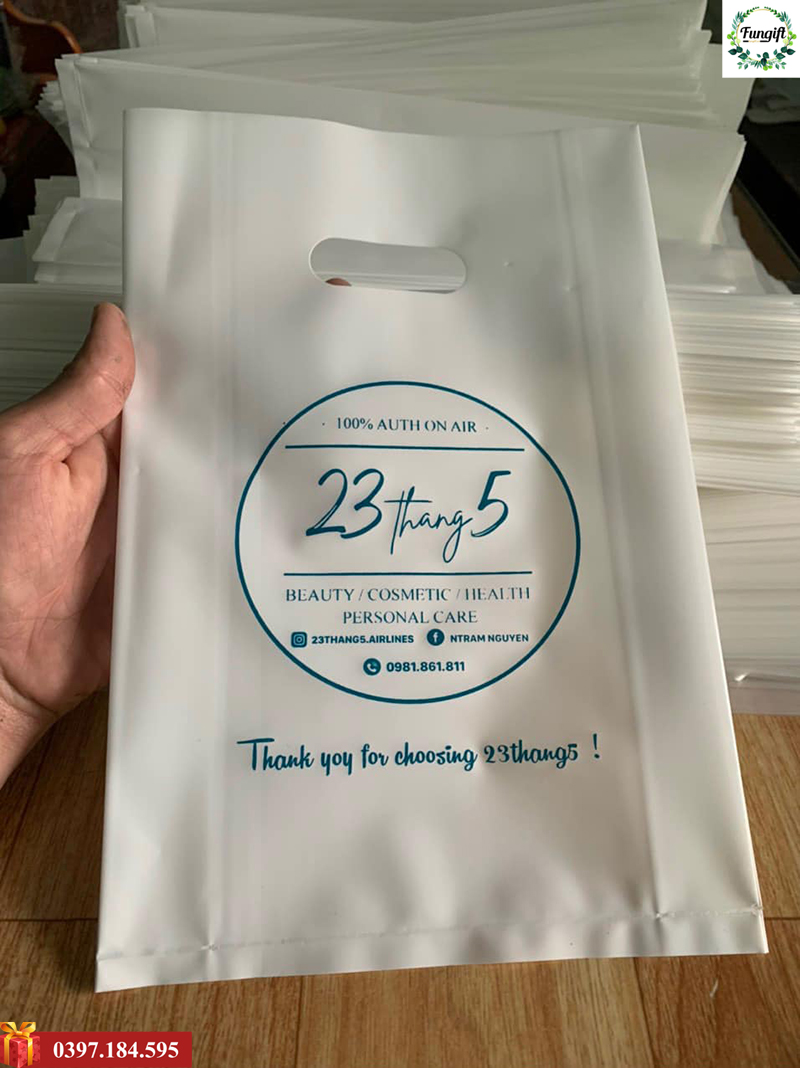 Fungift
· 100% AUTH ON AIR ·
23thang5
BEAUTY / COSMETIC / HEALTH
PERSONAL CARE
23THANG5.AIRLINES NTRAM NGUYEN
0981.861.811
Thank yoy for choosing 23thang5 !
0397.184.595